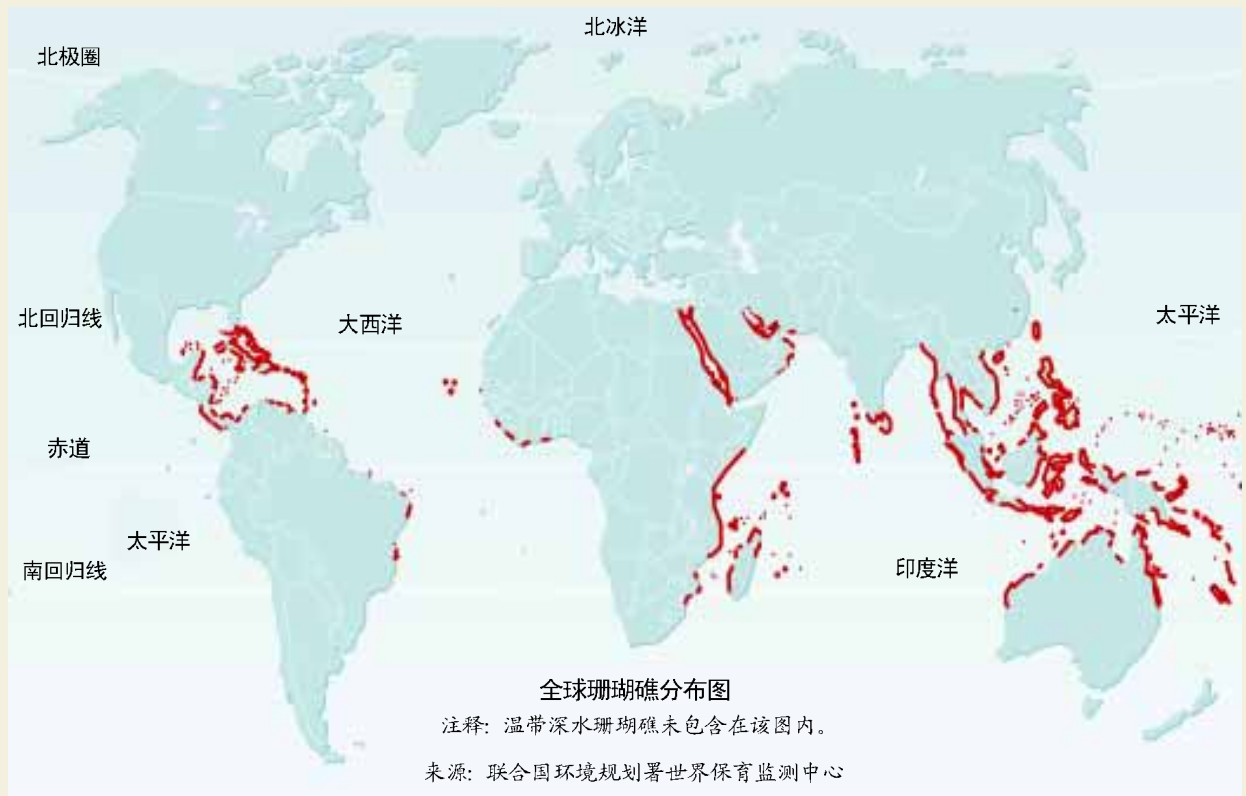 北冰洋
北极圈
北回归线
大西洋
太平洋
赤道
太平洋
南回归线
印度洋
全球珊瑚礁分布图
注释：温带深水珊瑚礁未包含在该图内。
来源：联合国环境规划署世界保育监测中心